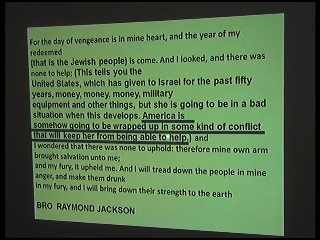 For the day of vengeance is in mine heart, and the year of my
redeemed
(that is the Jewish people) is come. And I looked, and there was
none to help; (This tells you the
United States, which has given to Israel for the past fifty
years, money, money, money, military
equipment and other things, but she is going to be in a bad
situation when this develops. America is
somehow going to be wrapped up in some kind of conflict
that will keep her from being able to help.) and
I wondered that there was none to uphold: therefore mine own arm
brought salvation unto me;
and my fury, it upheld me. And I will tread down the people in mine
anger, and make them drunk
in my fury, and I will bring down their strength to the earth
BRO RAYMOND JACKSON